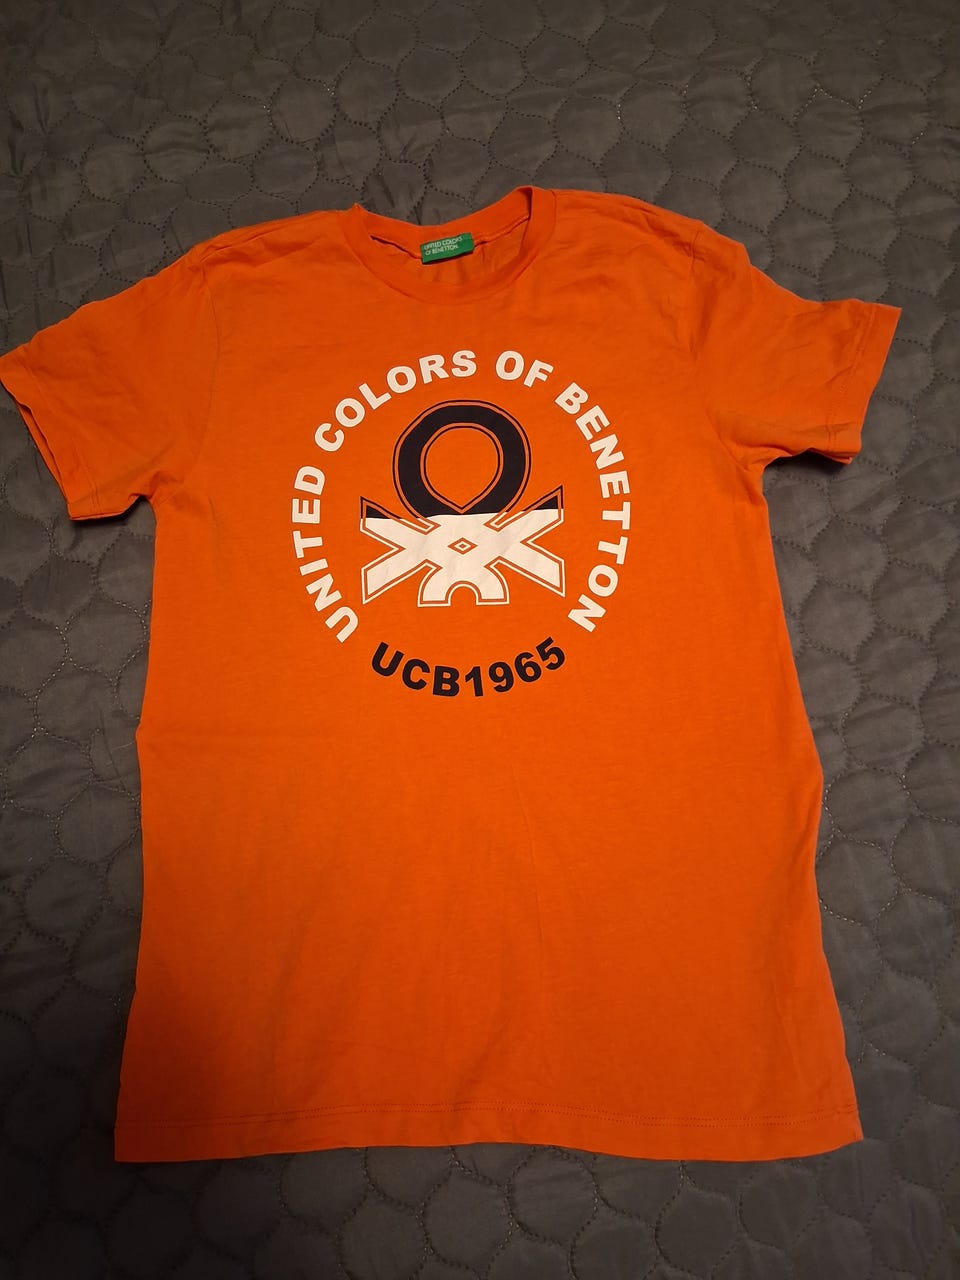 UNITED COLORS
OF BENETTON.
UNITED COLORS OF BENETTON
UCB1965